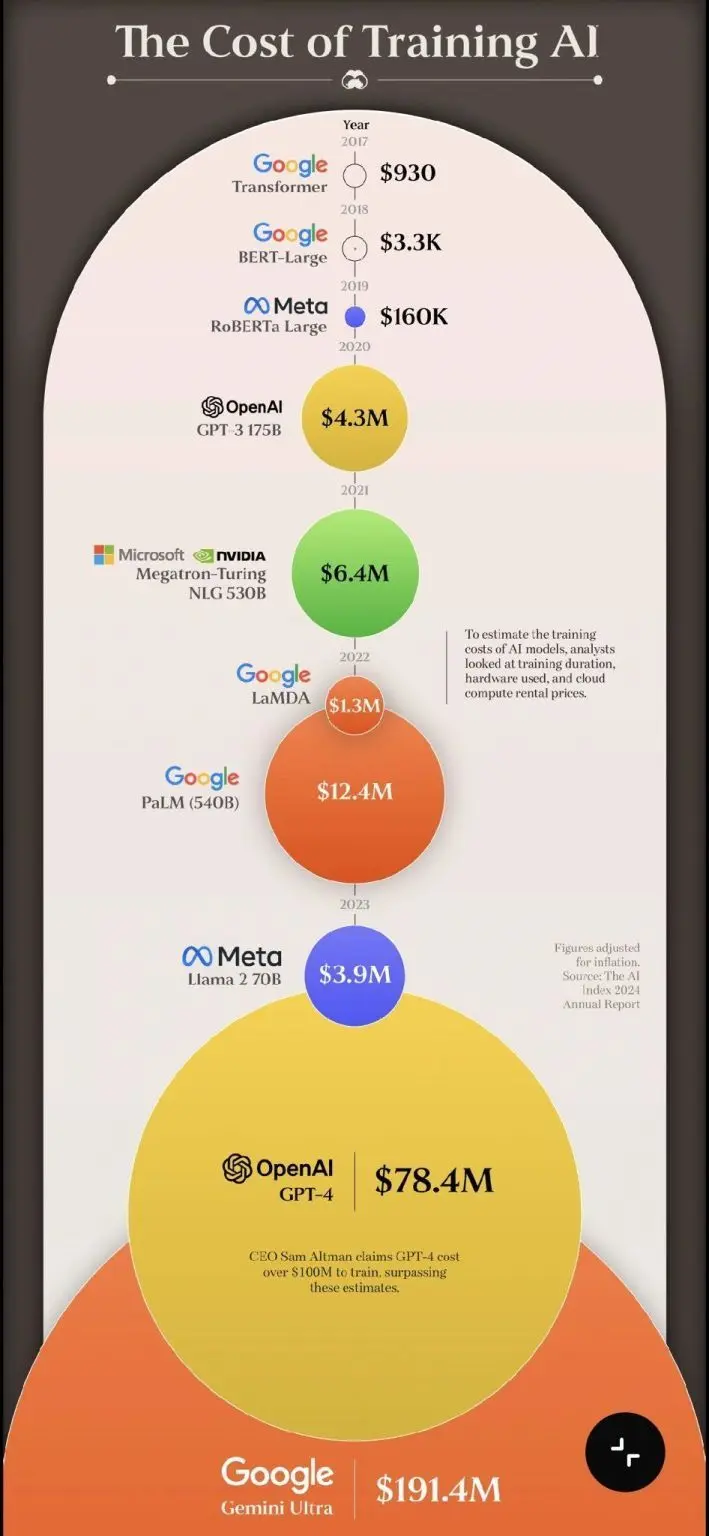 The Cost of Training AI
Year
2017
Google
Transformer
$930
2018
Google
BERT-Large
$3.3K
2019
Meta
RoBERTa Large
$160K
2020
OpenAI
GPT-3 175B
$4.3M
2021
Microsoft NVIDIA
Megatron-Turing
NLG 530B
$6.4M
To estimate the training
costs of AI models, analysts
looked at training duration,
hardware used, and cloud
compute rental prices.
2022
Google
LaMDA
$1.3M
Google
PaLM (540B)
$12.4M
2023
Meta
Llama 2 70B
$3.9M
Figures adjusted
for inflation.
Source: The AI
Index 2024
Annual Report
OpenAI
GPT-4
$78.4M
CEO Sam Altman claims GPT-4 cost
over $100M to train, surpassing
these estimates.
Google
Gemini Ultra
$191.4M